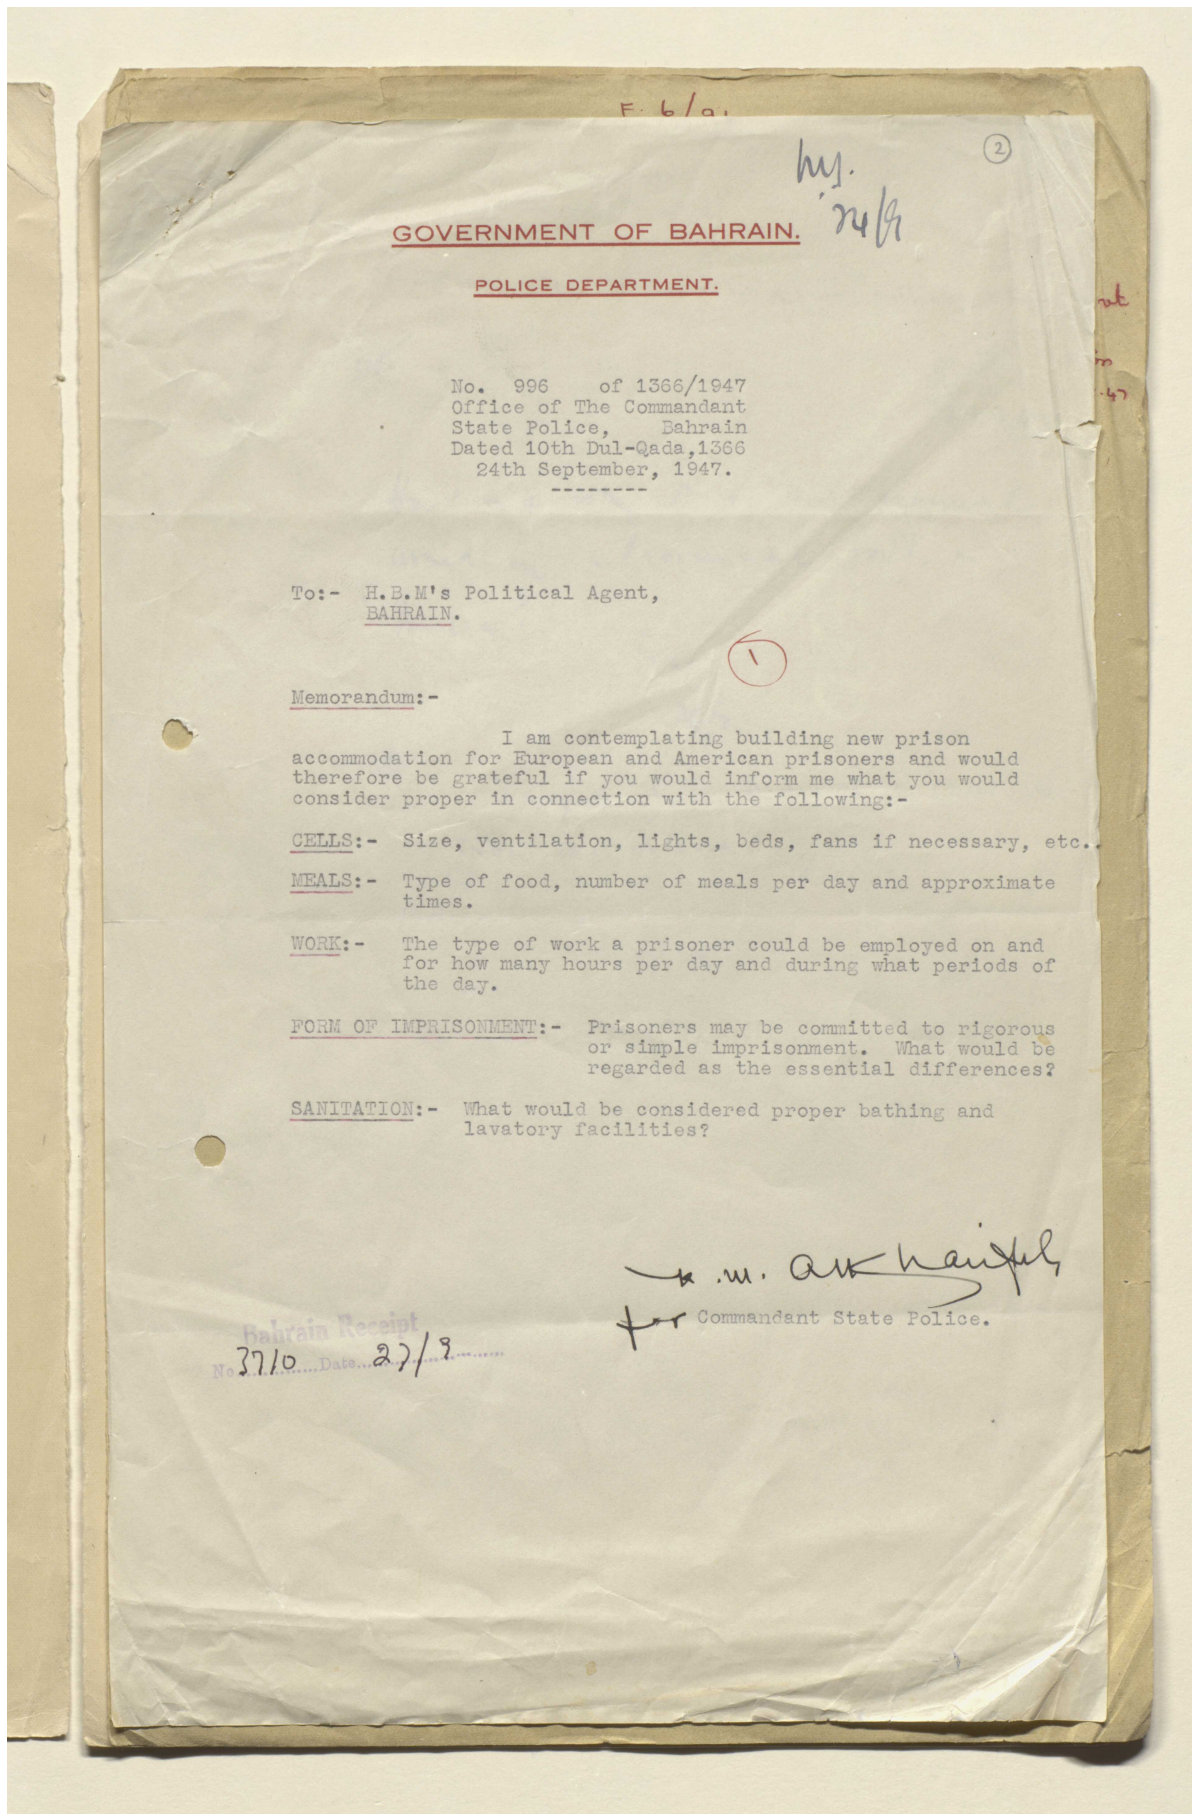 F. 6/
2
24/9
GOVERNMENT OF BAHRAIN.
POLICE DEPARTMENT.
No. 996 of 1366/1947
Office of The Commandant
State Police, Bahrain
Dated 10th Dul-Qada,1366
24th September, 1947.
--------
To:- H.B.M's Political Agent,
BAHRAIN.
1
Memorandum:-
I am contemplating building new prison
accommodation for European and American prisoners and would
therefore be grateful if you would inform me what you would
consider proper in connection with the following:-
CELLS:- Size, ventilation, lights, beds, fans if necessary, etc..
MEALS:- Type of food, number of meals per day and approximate
times.
WORK:- The type of work a prisoner could be employed on and
for how many hours per day and during what periods of
the day.
FORM OF IMPRISONMENT:- Prisoners may be committed to rigorous
or simple imprisonment. What would be
regarded as the essential differences?
SANITATION:- What would be considered proper bathing and
lavatory facilities?
for Commandant State Police.
Bahrain Receipt
No 3710 Date 27/9